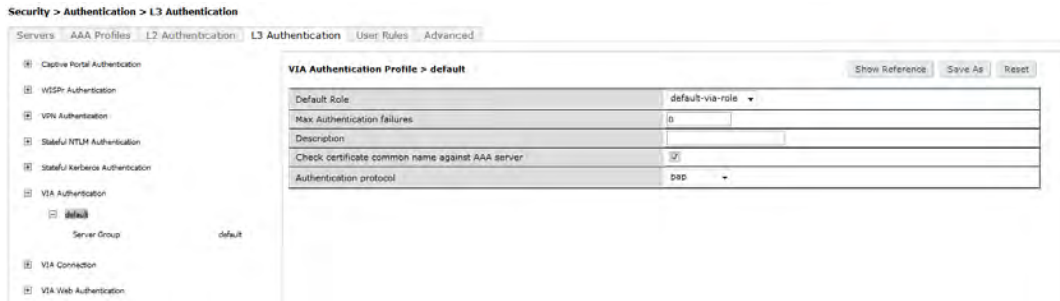 Security > Authentication > L3 Authentication
Servers AAA Profiles L2 Authentication L3 Authentication User Rules Advanced
Captive Portal Authentication
WISPr Authentication
VPN Authentication
Stateful NTLM Authentication
Stateful Kerberos Authentication
VIA Authentication
default
Server Group default
VIA Connection
VIA Web Authentication
VIA Authentication Profile > default
Show Reference Save As Reset
Default Role default-via-role
Max Authentication failures 0
Description
Check certificate common name against AAA server
Authentication protocol pap